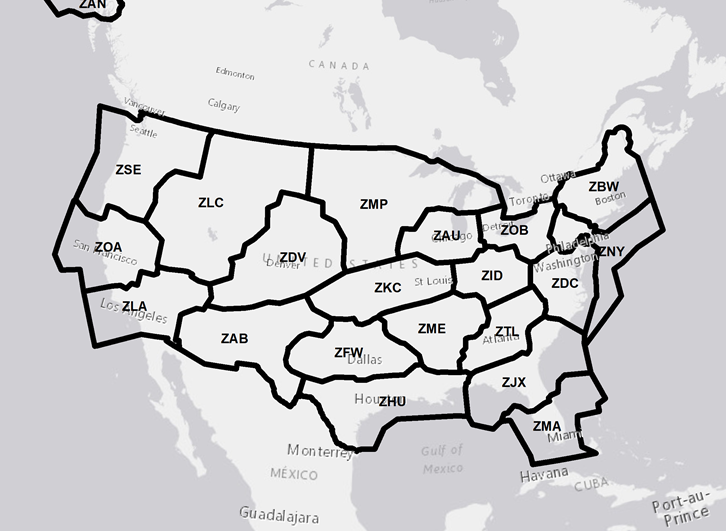 ZAN
CANADA
Edmonton
Calgary
Vancouver
Seattle
ZSE
ZLC
ZMP
Ottawa
ZBW
Boston
Toronto
Detroit
ZAU
Chicago
ZOB
ZOA
San Francisco
ZDV
Denver
UNITED STATES
Philadelphia
ZNY
Washington
ZKC
St Louis
ZID
ZDC
ZLA
Los Angeles
ZAB
ZME
ZTL
Atlanta
ZFW
Dallas
ZJX
Houston
ZHU
ZMA
Miami
Monterrey
Gulf of
Mexico
MÉXICO
Havana
CUBA
Port-au-
Prince
Guadalajara